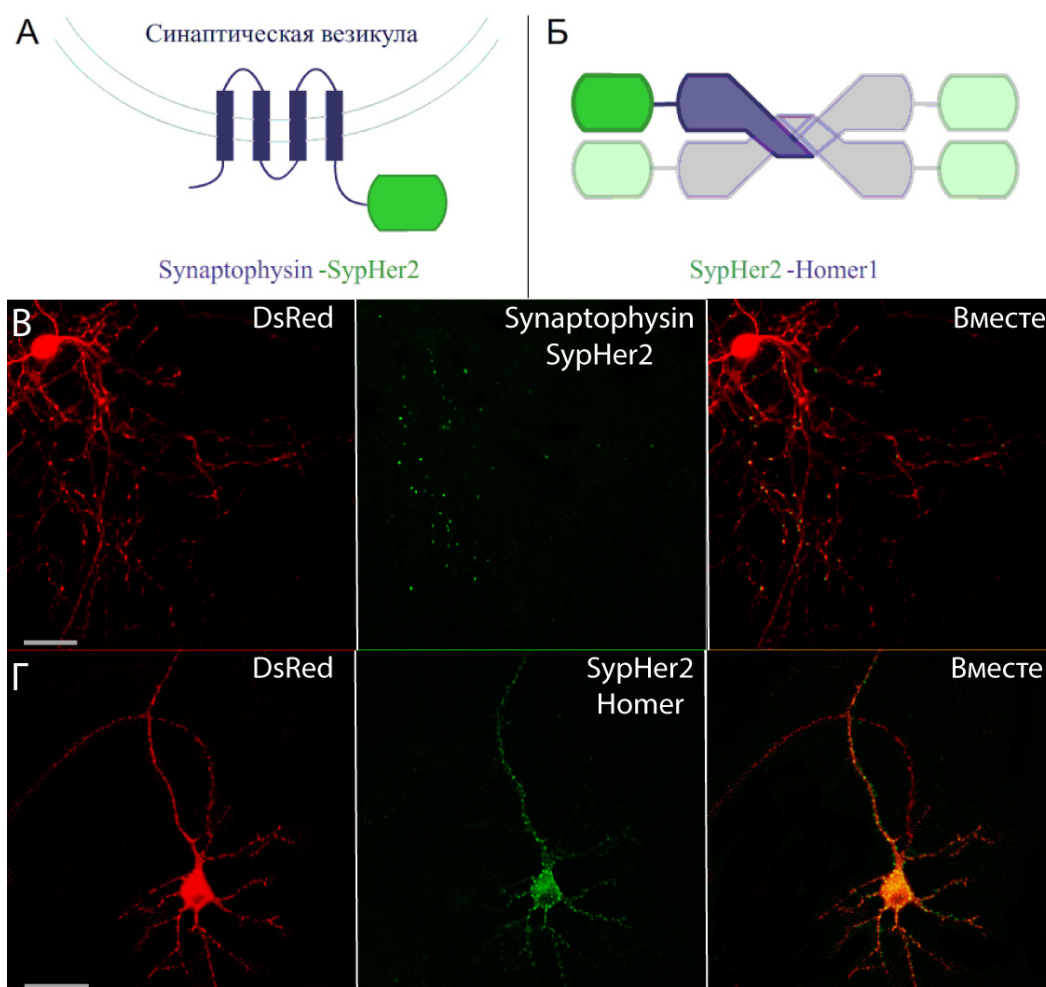 А
Синаптическая везикула
Synaptophysin -SypHer2
Б
SypHer2 -Homer1
В
DsRed
Synaptophysin
SypHer2
Вместе
Г
DsRed
SypHer2
Homer
Вместе